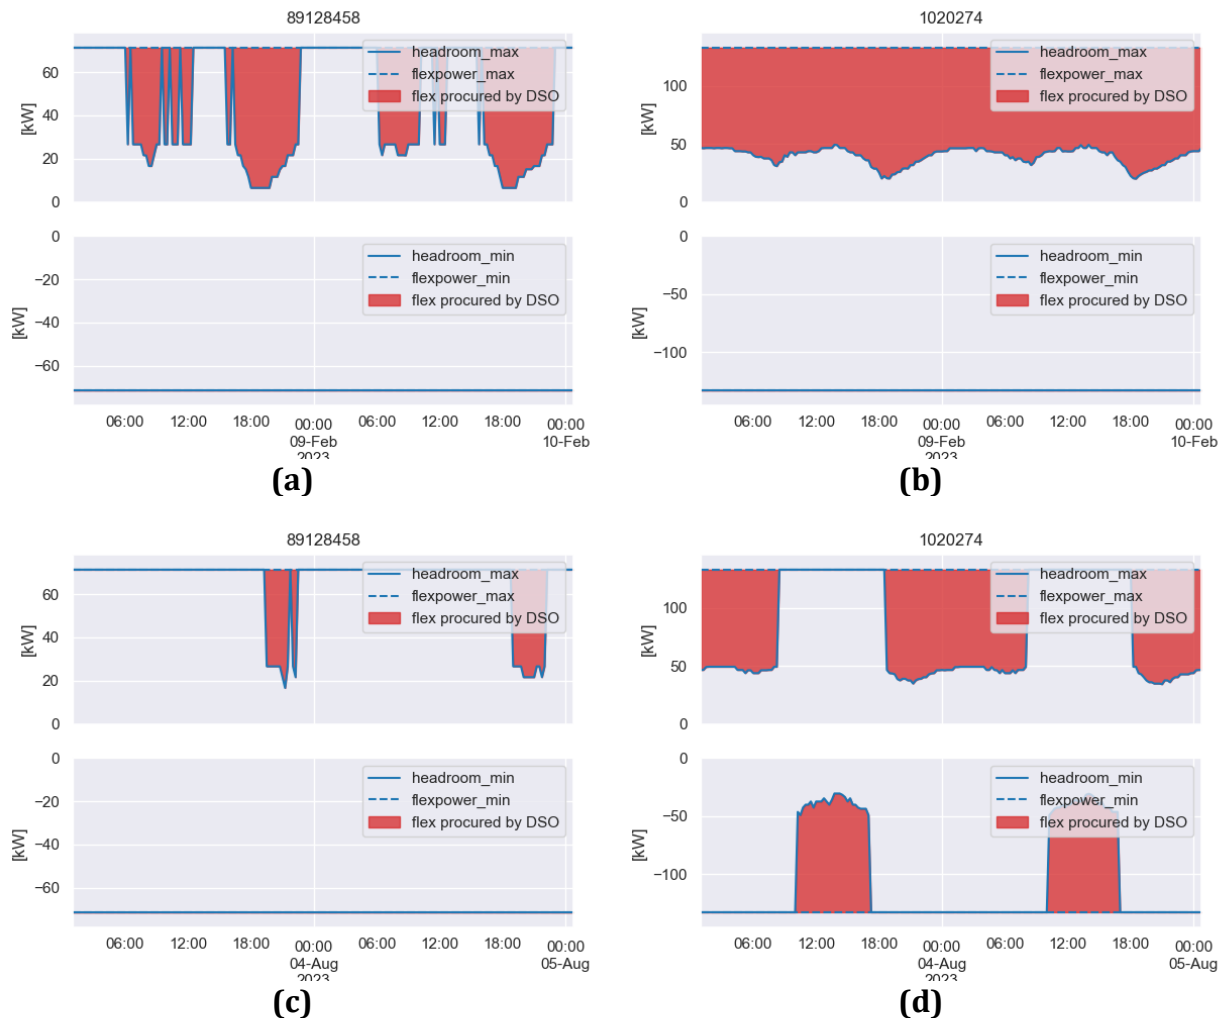 89128458
60
40
20
0
[kW]
headroom_max
flexpower_max
flex procured by DSO
0
−20
−40
−60
[kW]
headroom_min
flexpower_min
flex procured by DSO
06:00 12:00 18:00 00:00 06:00 12:00 18:00 00:00
09-Feb 10-Feb
2023
(a)
1020274
100
50
0
[kW]
headroom_max
flexpower_max
flex procured by DSO
0
−50
−100
[kW]
headroom_min
flexpower_min
flex procured by DSO
06:00 12:00 18:00 00:00 06:00 12:00 18:00 00:00
09-Feb 10-Feb
2023
(b)
89128458
60
40
20
0
[kW]
headroom_max
flexpower_max
flex procured by DSO
0
−20
−40
−60
[kW]
headroom_min
flexpower_min
flex procured by DSO
06:00 12:00 18:00 00:00 06:00 12:00 18:00 00:00
04-Aug 05-Aug
2023
(c)
1020274
100
50
0
[kW]
headroom_max
flexpower_max
flex procured by DSO
0
−50
−100
[kW]
headroom_min
flexpower_min
flex procured by DSO
06:00 12:00 18:00 00:00 06:00 12:00 18:00 00:00
04-Aug 05-Aug
2023
(d)